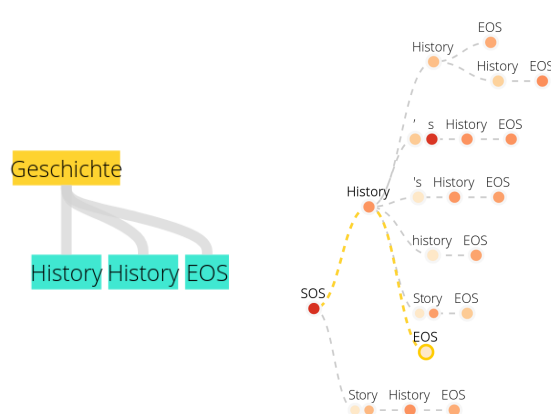 Geschichte
History History EOS
EOS
History
History EOS
' s History EOS
's History EOS
History
history EOS
SOS
Story EOS
EOS
Story History EOS